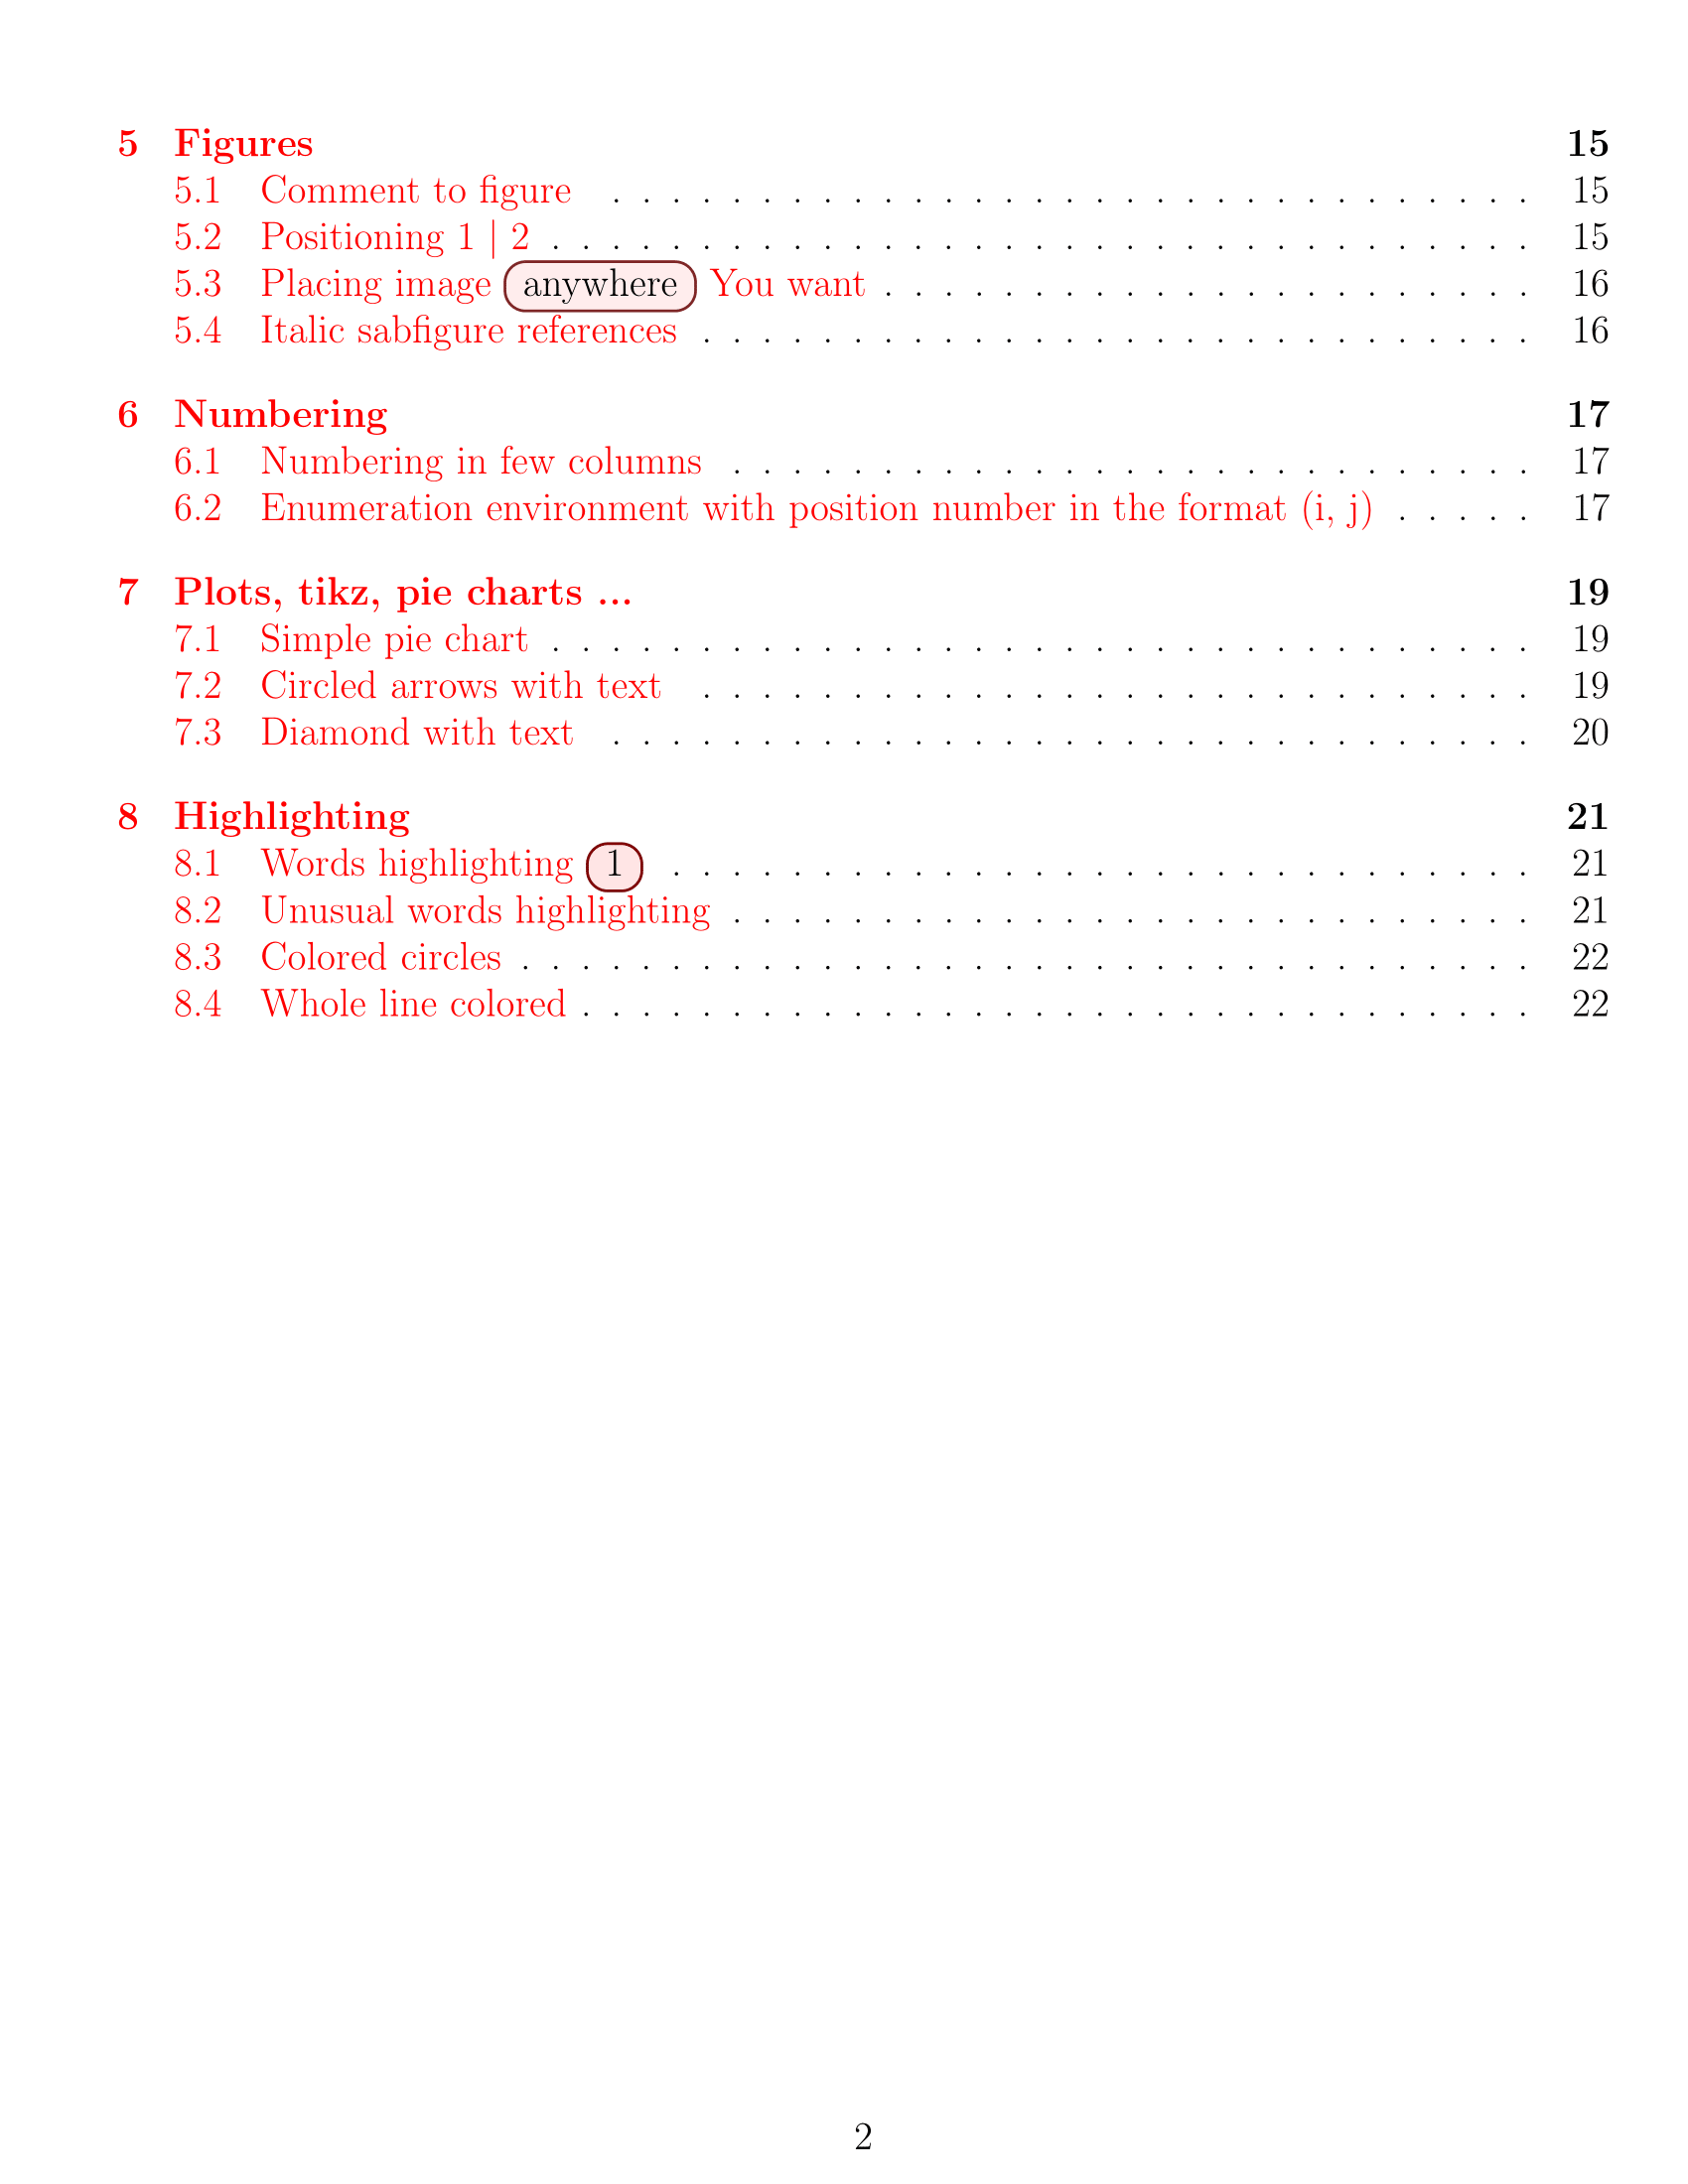 5 Figures 15
5.1 Comment to figure . . . . . . . . . . . . . . . . . . . . . . . . . . . . . . . 15
5.2 Positioning 1 | 2 . . . . . . . . . . . . . . . . . . . . . . . . . . . . . . . . . 15
5.3 Placing image anywhere You want . . . . . . . . . . . . . . . . . . . . . . 16
5.4 Italic sabfigure references . . . . . . . . . . . . . . . . . . . . . . . . . . . . 16
6 Numbering 17
6.1 Numbering in few columns . . . . . . . . . . . . . . . . . . . . . . . . . . . 17
6.2 Enumeration environment with position number in the format (i, j) . . . . . 17
7 Plots, tikz, pie charts ... 19
7.1 Simple pie chart . . . . . . . . . . . . . . . . . . . . . . . . . . . . . . . . . 19
7.2 Circled arrows with text . . . . . . . . . . . . . . . . . . . . . . . . . . . . 19
7.3 Diamond with text . . . . . . . . . . . . . . . . . . . . . . . . . . . . . . . 20
8 Highlighting 21
8.1 Words highlighting 1 . . . . . . . . . . . . . . . . . . . . . . . . . . . . . 21
8.2 Unusual words highlighting . . . . . . . . . . . . . . . . . . . . . . . . . . . 21
8.3 Colored circles . . . . . . . . . . . . . . . . . . . . . . . . . . . . . . . . . . 22
8.4 Whole line colored . . . . . . . . . . . . . . . . . . . . . . . . . . . . . . . . 22
2